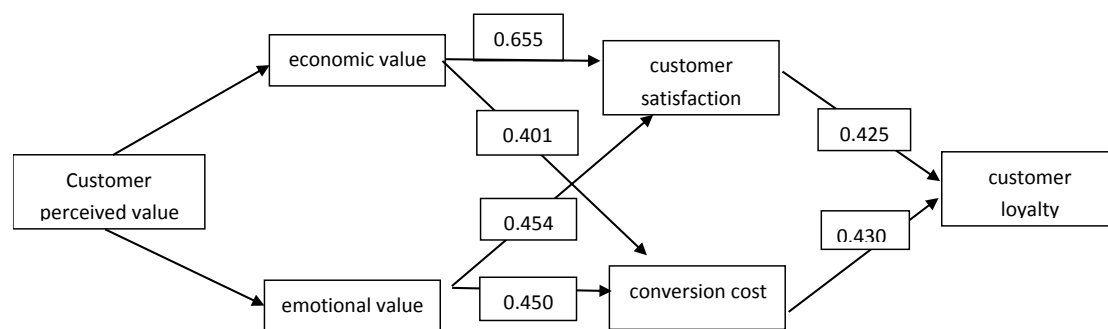 0.655
economic value
customer
satisfaction
0.401
0.425
Customer
perceived value
customer
loyalty
0.454
0.430
emotional value
0.450
conversion cost